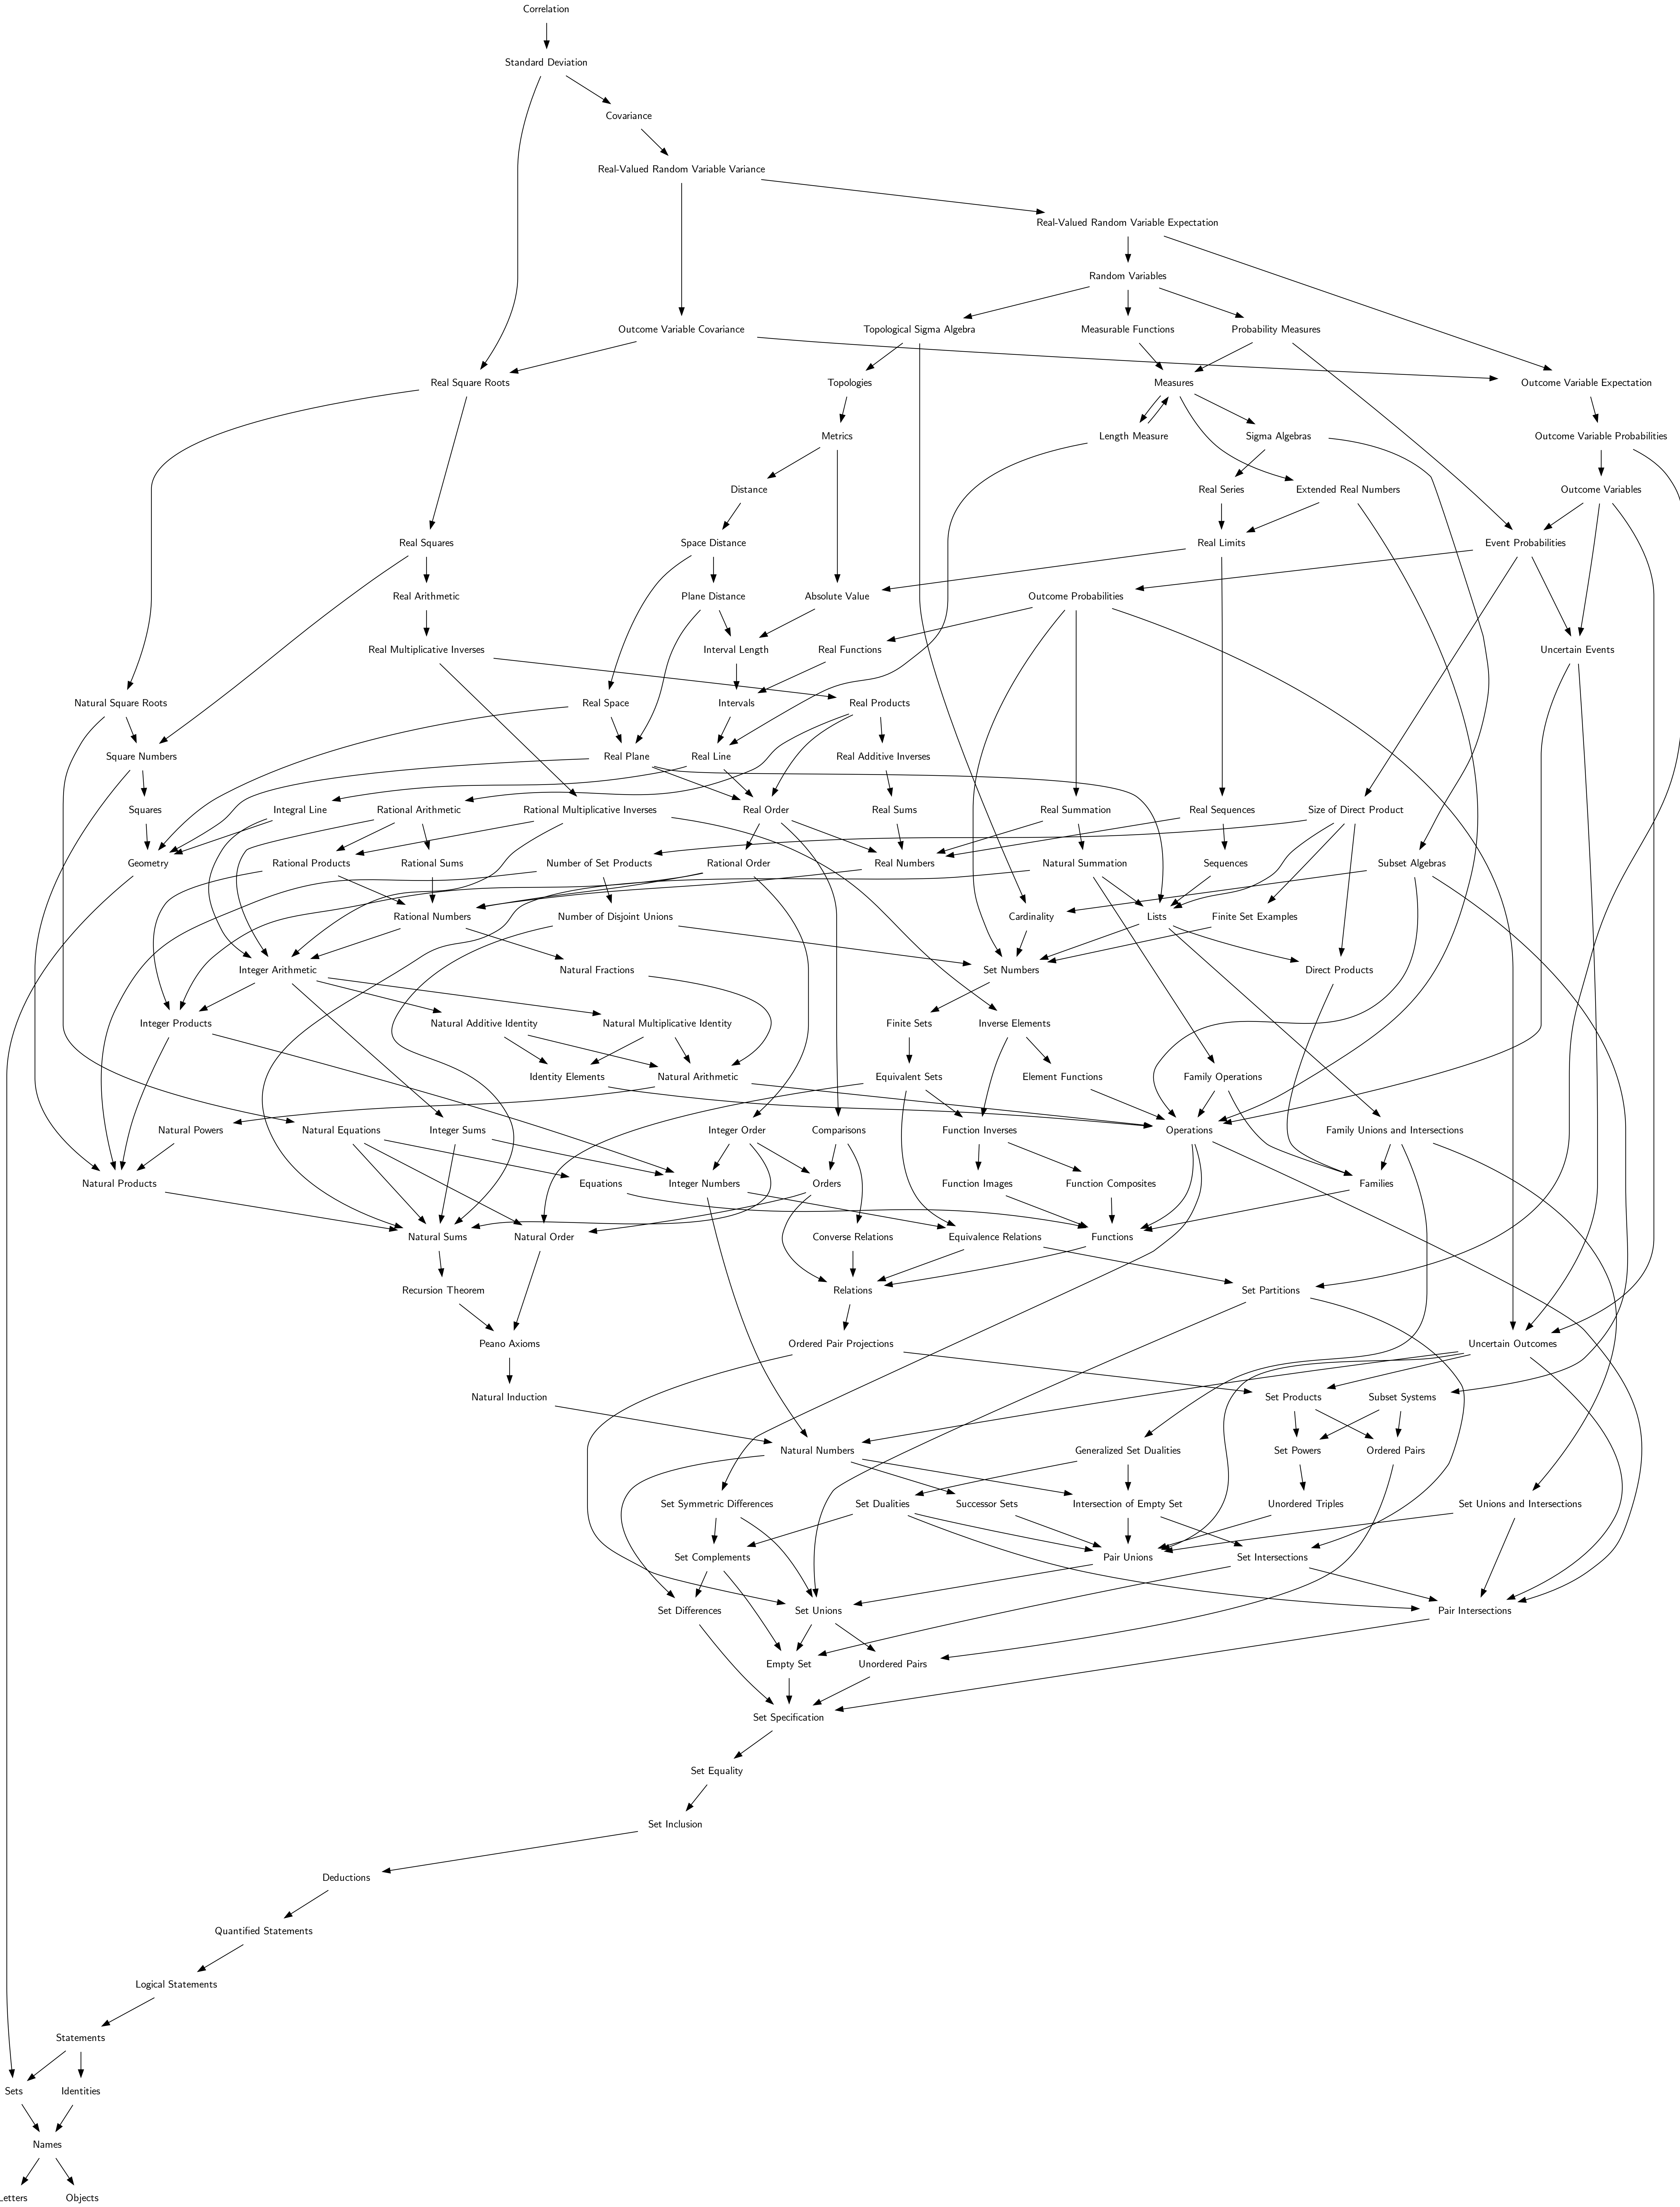 Correlation
Standard Deviation
Covariance
Real-Valued Random Variable Variance
Real-Valued Random Variable Expectation
Random Variables
Outcome Variable Covariance
Topological Sigma Algebra
Measurable Functions
Probability Measures
Real Square Roots
Topologies
Measures
Outcome Variable Expectation
Metrics
Length Measure
Sigma Algebras
Outcome Variable Probabilities
Distance
Real Series
Extended Real Numbers
Outcome Variables
Real Squares
Space Distance
Real Limits
Event Probabilities
Real Arithmetic
Plane Distance
Absolute Value
Outcome Probabilities
Real Multiplicative Inverses
Interval Length
Real Functions
Uncertain Events
Natural Square Roots
Real Space
Intervals
Real Products
Square Numbers
Real Plane
Real Line
Real Additive Inverses
Squares
Integral Line
Rational Arithmetic
Rational Multiplicative Inverses
Real Order
Real Sums
Real Summation
Real Sequences
Size of Direct Product
Geometry
Rational Products
Rational Sums
Number of Set Products
Rational Order
Real Numbers
Natural Summation
Sequences
Subset Algebras
Rational Numbers
Number of Disjoint Unions
Cardinality
Lists
Finite Set Examples
Integer Arithmetic
Natural Fractions
Set Numbers
Direct Products
Integer Products
Natural Additive Identity
Natural Multiplicative Identity
Finite Sets
Inverse Elements
Identity Elements
Natural Arithmetic
Equivalent Sets
Element Functions
Family Operations
Natural Powers
Natural Equations
Integer Sums
Integer Order
Comparisons
Function Inverses
Operations
Family Unions and Intersections
Natural Products
Equations
Integer Numbers
Orders
Function Images
Function Composites
Families
Natural Sums
Natural Order
Converse Relations
Equivalence Relations
Functions
Recursion Theorem
Relations
Set Partitions
Peano Axioms
Ordered Pair Projections
Uncertain Outcomes
Natural Induction
Set Products
Subset Systems
Natural Numbers
Generalized Set Dualities
Set Powers
Ordered Pairs
Set Symmetric Differences
Set Dualities
Successor Sets
Intersection of Empty Set
Unordered Triples
Set Unions and Intersections
Set Complements
Pair Unions
Set Intersections
Set Differences
Set Unions
Pair Intersections
Empty Set
Unordered Pairs
Set Specification
Set Equality
Set Inclusion
Deductions
Quantified Statements
Logical Statements
Statements
Sets
Identities
Names
Letters
Objects